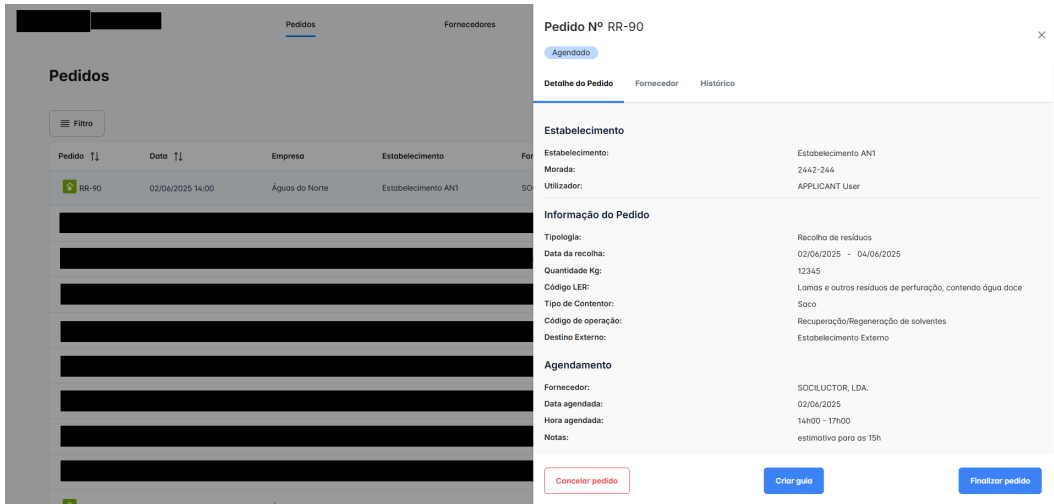 Pedidos
Fornecedores
Pedidos
Filtro
Pedido Data Empresa Estabelecimento For
RR-90 02/06/2025 14:00 Águas do Norte Estabelecimento AN1 SO
Pedido Nº RR-90
Agendado
Detalhe do Pedido Fornecedor Histórico
Estabelecimento
Estabelecimento: Estabelecimento AN1
Morada: 2442-244
Utilizador: APPLICANT User
Informação do Pedido
Tipologia: Recolha de resíduos
Data da recolha: 02/06/2025 - 04/06/2025
Quantidade Kg: 12345
Código LER: Lamas e outros resíduos de perfuração, contendo água doce
Tipo de Contentor: Saco
Código de operação: Recuperação/Regeneração de solventes
Destino Externo: Estabelecimento Externo
Agendamento
Fornecedor: SOCILUCTOR, LDA.
Data agendada: 02/06/2025
Hora agendada: 14h00 - 17h00
Notas: estimativa para as 15h
Cancelar pedido Criar guia Finalizar pedido